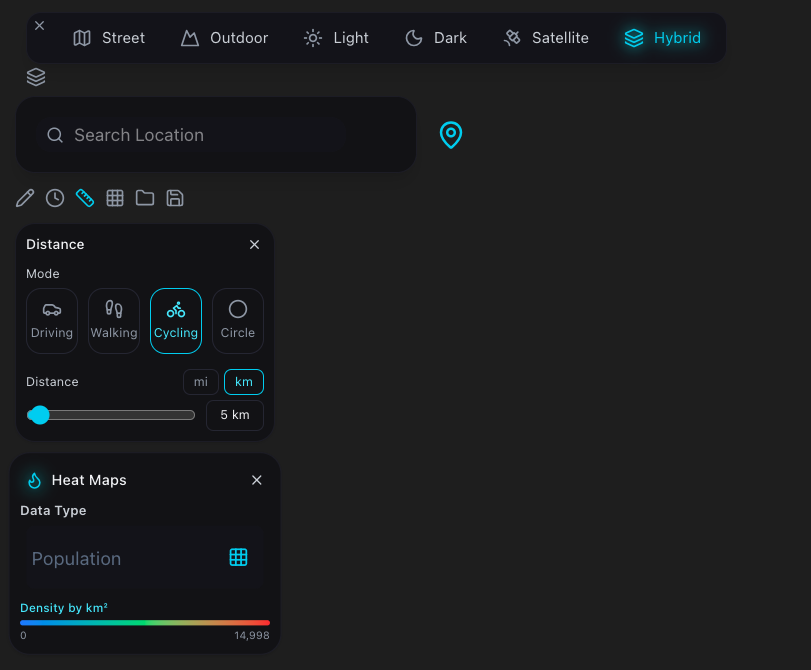 Street Outdoor Light Dark Satellite Hybrid
Search Location
Distance
Mode
Driving Walking Cycling Circle
Distance mi km
5 km
Heat Maps
Data Type
Population
Density by km²
0 14,998